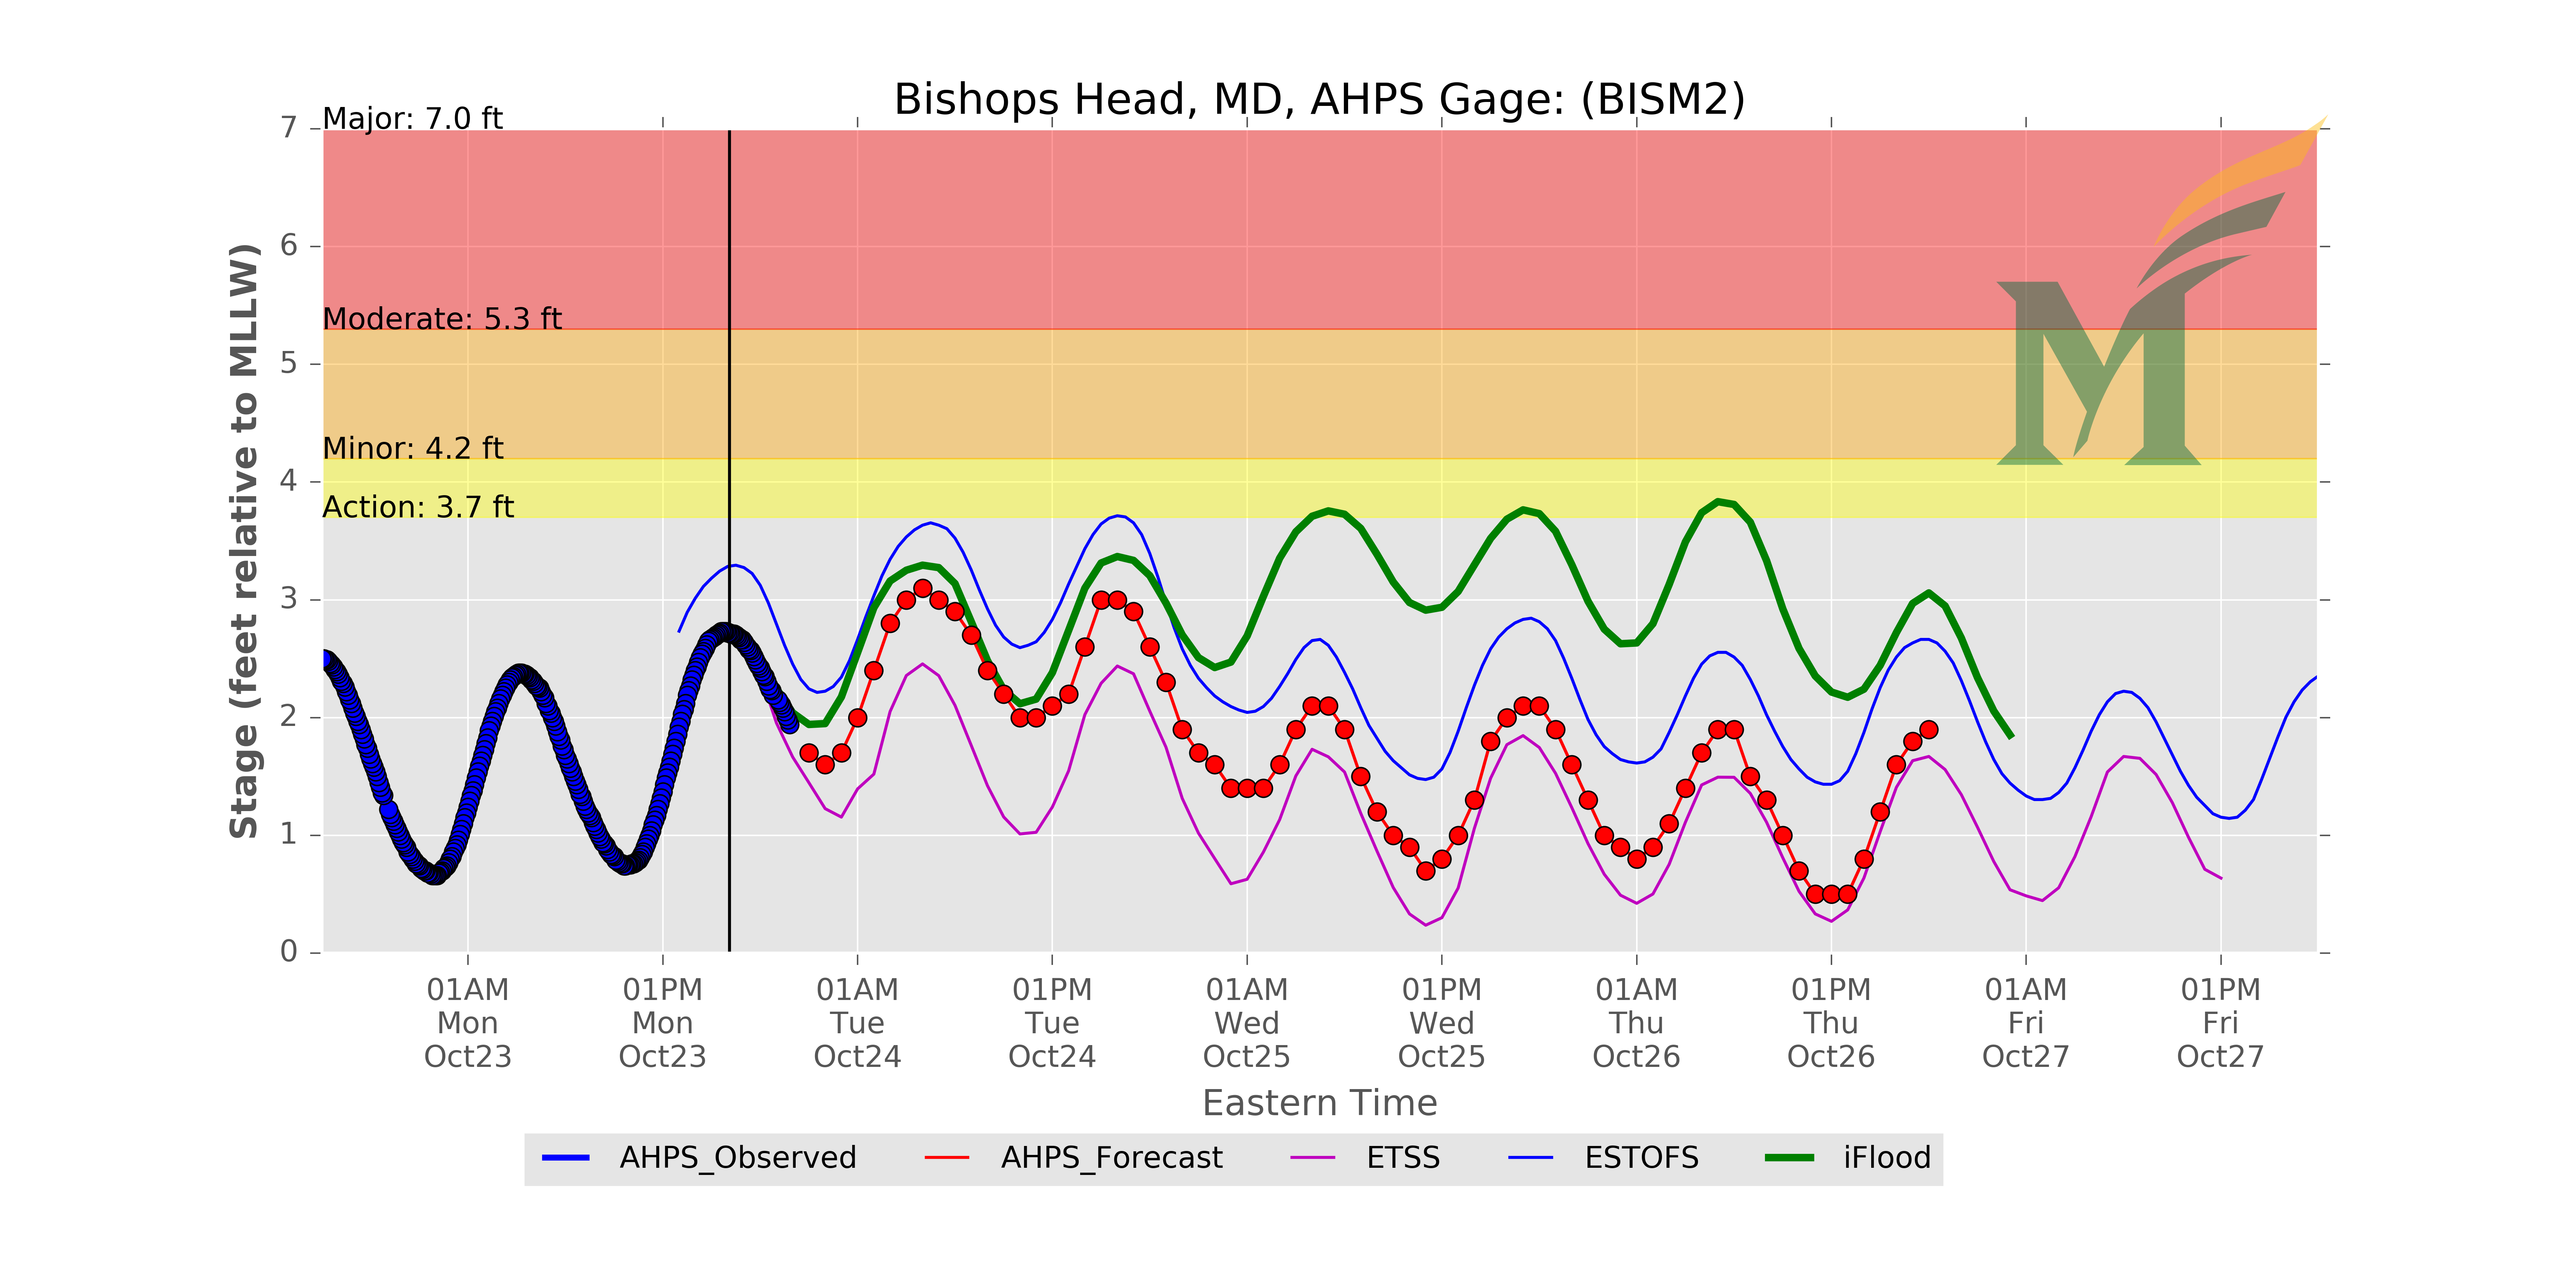 Bishops Head, MD, AHPS Gage: (BISM2)
Major: 7.0 ft
Moderate: 5.3 ft
Minor: 4.2 ft
Action: 3.7 ft
Stage (feet relative to MLLW)
7
6
5
4
3
2
1
0
01AM
Mon
Oct23
01PM
Mon
Oct23
01AM
Tue
Oct24
01PM
Tue
Oct24
01AM
Wed
Oct25
01PM
Wed
Oct25
01AM
Thu
Oct26
01PM
Thu
Oct26
01AM
Fri
Oct27
01PM
Fri
Oct27
Eastern Time
AHPS_Observed AHPS_Forecast ETSS ESTOFS iFlood
M